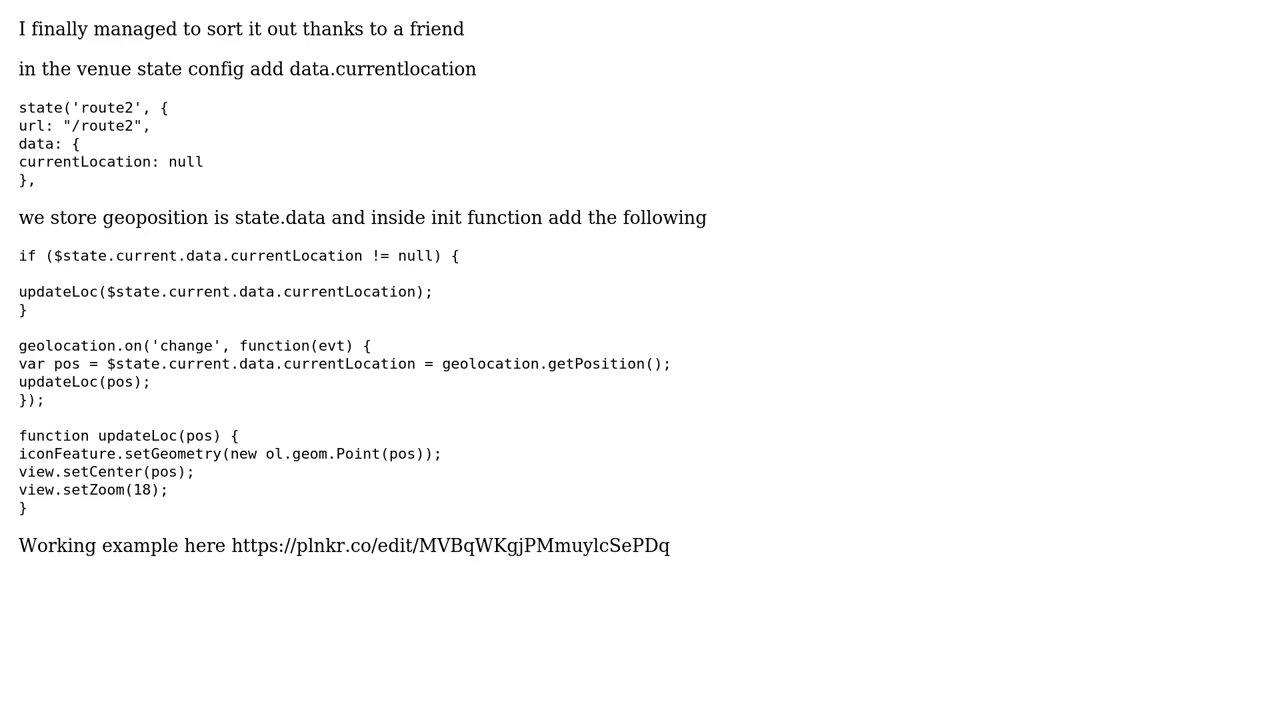 I finally managed to sort it out thanks to a friend
in the venue state config add data.currentlocation
state('route2', {
url: "/route2",
data: {
currentLocation: null
},
we store geoposition is state.data and inside init function add the following
if ($state.current.data.currentLocation != null) {
updateLoc($state.current.data.currentLocation);
}
geolocation.on('change', function(evt) {
var pos = $state.current.data.currentLocation = geolocation.getPosition();
updateLoc(pos);
});
function updateLoc(pos) {
iconFeature.setGeometry(new ol.geom.Point(pos));
view.setCenter(pos);
view.setZoom(18);
}
Working example here https://plnkr.co/edit/MVBqWKgjPMmuylcSePDq